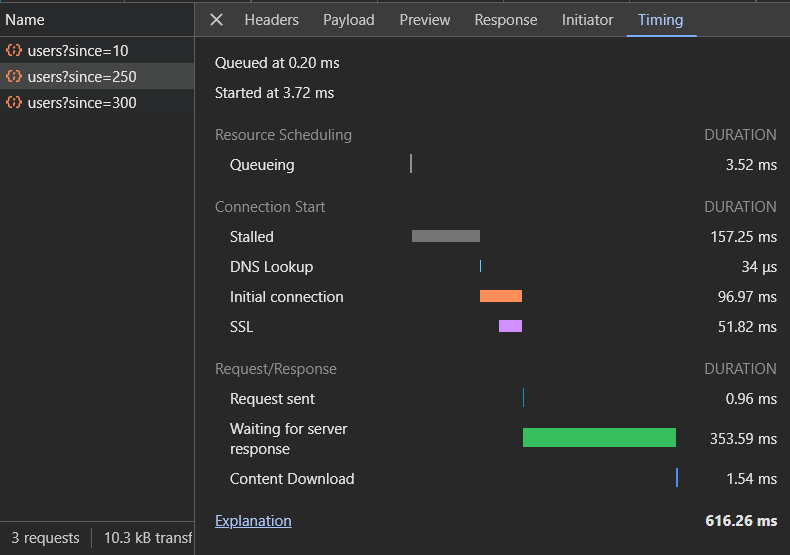 Name
Headers Payload Preview Response Initiator Timing
users?since=10
users?since=250
users?since=300
Queued at 0.20 ms
Started at 3.72 ms
Resource Scheduling DURATION
Queueing 3.52 ms
Connection Start DURATION
Stalled 157.25 ms
DNS Lookup 34 μs
Initial connection 96.97 ms
SSL 51.82 ms
Request/Response DURATION
Request sent 0.96 ms
Waiting for server
response 353.59 ms
Content Download 1.54 ms
Explanation 616.26 ms
3 requests 10.3 kB transf